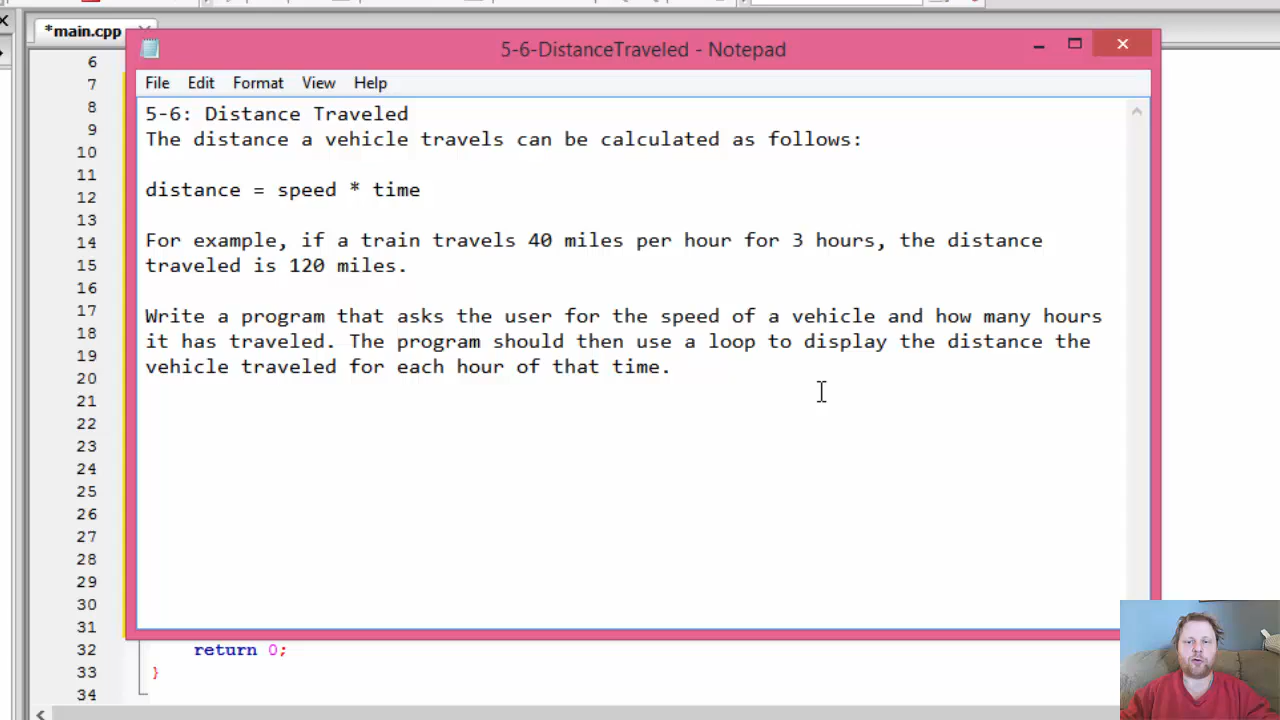 *main.cpp
5-6-DistanceTraveled - Notepad
File Edit Format View Help
5-6: Distance Traveled
The distance a vehicle travels can be calculated as follows:
distance = speed * time
For example, if a train travels 40 miles per hour for 3 hours, the distance
traveled is 120 miles.
Write a program that asks the user for the speed of a vehicle and how many hours
it has traveled. The program should then use a loop to display the distance the
vehicle traveled for each hour of that time.
6
7
8
9
10
11
12
13
14
15
16
17
18
19
20
21
22
23
24
25
26
27
28
29
30
31
32 return 0;
33 }
34